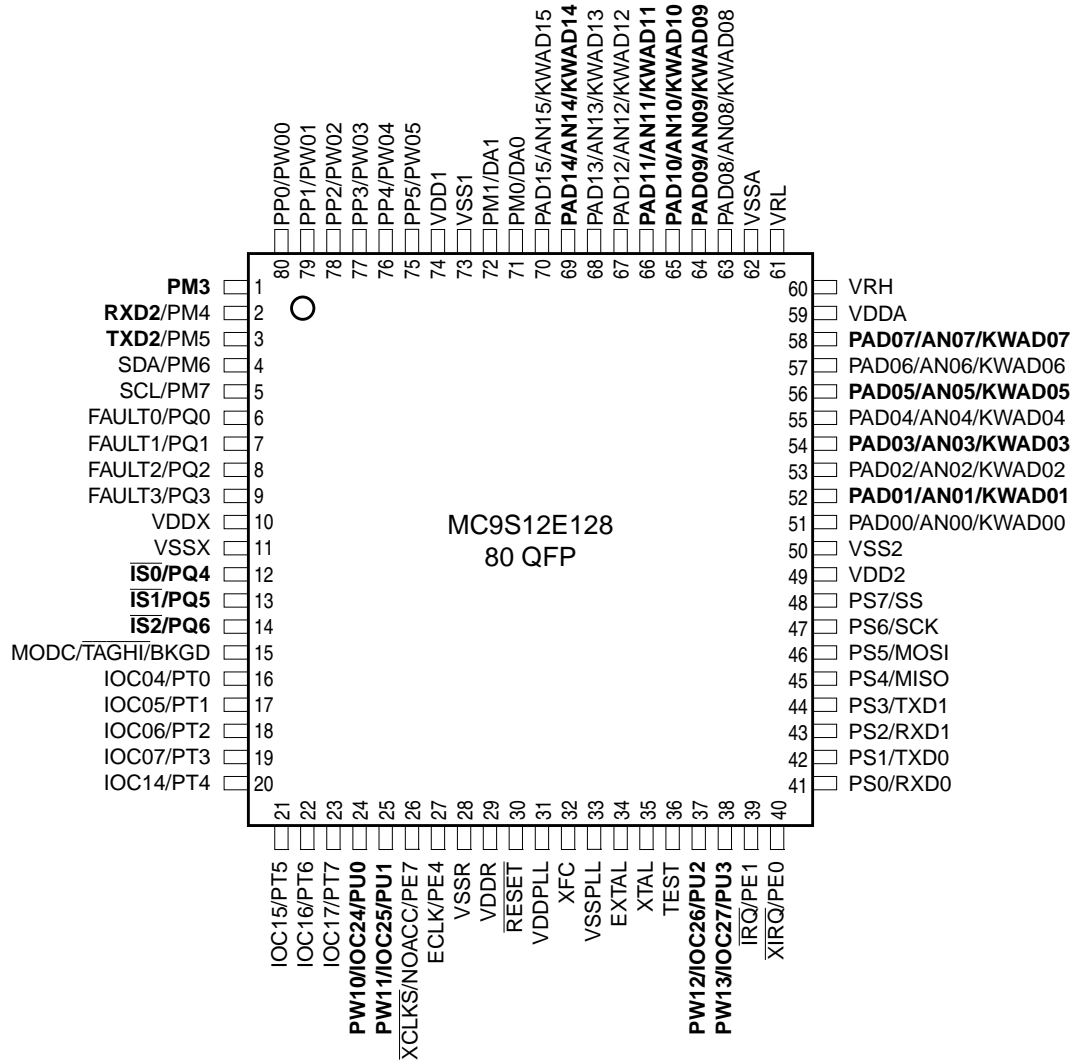 PP0/PW00
PP1/PW01
PP2/PW02
PP3/PW03
PP4/PW04
PP5/PW05
VDD1
VSS1
PM1/DA1
PM0/DA0
PAD15/AN15/KWAD15
PAD14/AN14/KWAD14
PAD13/AN13/KWAD13
PAD12/AN12/KWAD12
PAD11/AN11/KWAD11
PAD10/AN10/KWAD10
PAD09/AN09/KWAD09
PAD08/AN08/KWAD08
VSSA
VRL
80
79
78
77
76
75
74
73
72
71
70
69
68
67
66
65
64
63
62
61
PM3 1
RXD2/PM4 2
TXD2/PM5 3
SDA/PM6 4
SCL/PM7 5
FAULT0/PQ0 6
FAULT1/PQ1 7
FAULT2/PQ2 8
FAULT3/PQ3 9
VDDX 10
VSSX 11
IS0/PQ4 12
IS1/PQ5 13
IS2/PQ6 14
MODC/TAGHI/BKGD 15
IOC04/PT0 16
IOC05/PT1 17
IOC06/PT2 18
IOC07/PT3 19
IOC14/PT4 20
MC9S12E128
80 QFP
60 VRH
59 VDDA
58 PAD07/AN07/KWAD07
57 PAD06/AN06/KWAD06
56 PAD05/AN05/KWAD05
55 PAD04/AN04/KWAD04
54 PAD03/AN03/KWAD03
53 PAD02/AN02/KWAD02
52 PAD01/AN01/KWAD01
51 PAD00/AN00/KWAD00
50 VSS2
49 VDD2
48 PS7/SS
47 PS6/SCK
46 PS5/MOSI
45 PS4/MISO
44 PS3/TXD1
43 PS2/RXD1
42 PS1/TXD0
41 PS0/RXD0
21
22
23
24
25
26
27
28
29
30
31
32
33
34
35
36
37
38
39
40
IOC15/PT5
IOC16/PT6
IOC17/PT7
PW10/IOC24/PU0
PW11/IOC25/PU1
XCLKS/NOACC/PE7
ECLK/PE4
VSSR
VDDR
RESET
VDDPLL
XFC
VSSPLL
EXTAL
XTAL
TEST
PW12/IOC26/PU2
PW13/IOC27/PU3
IRQ/PE1
XIRQ/PE0